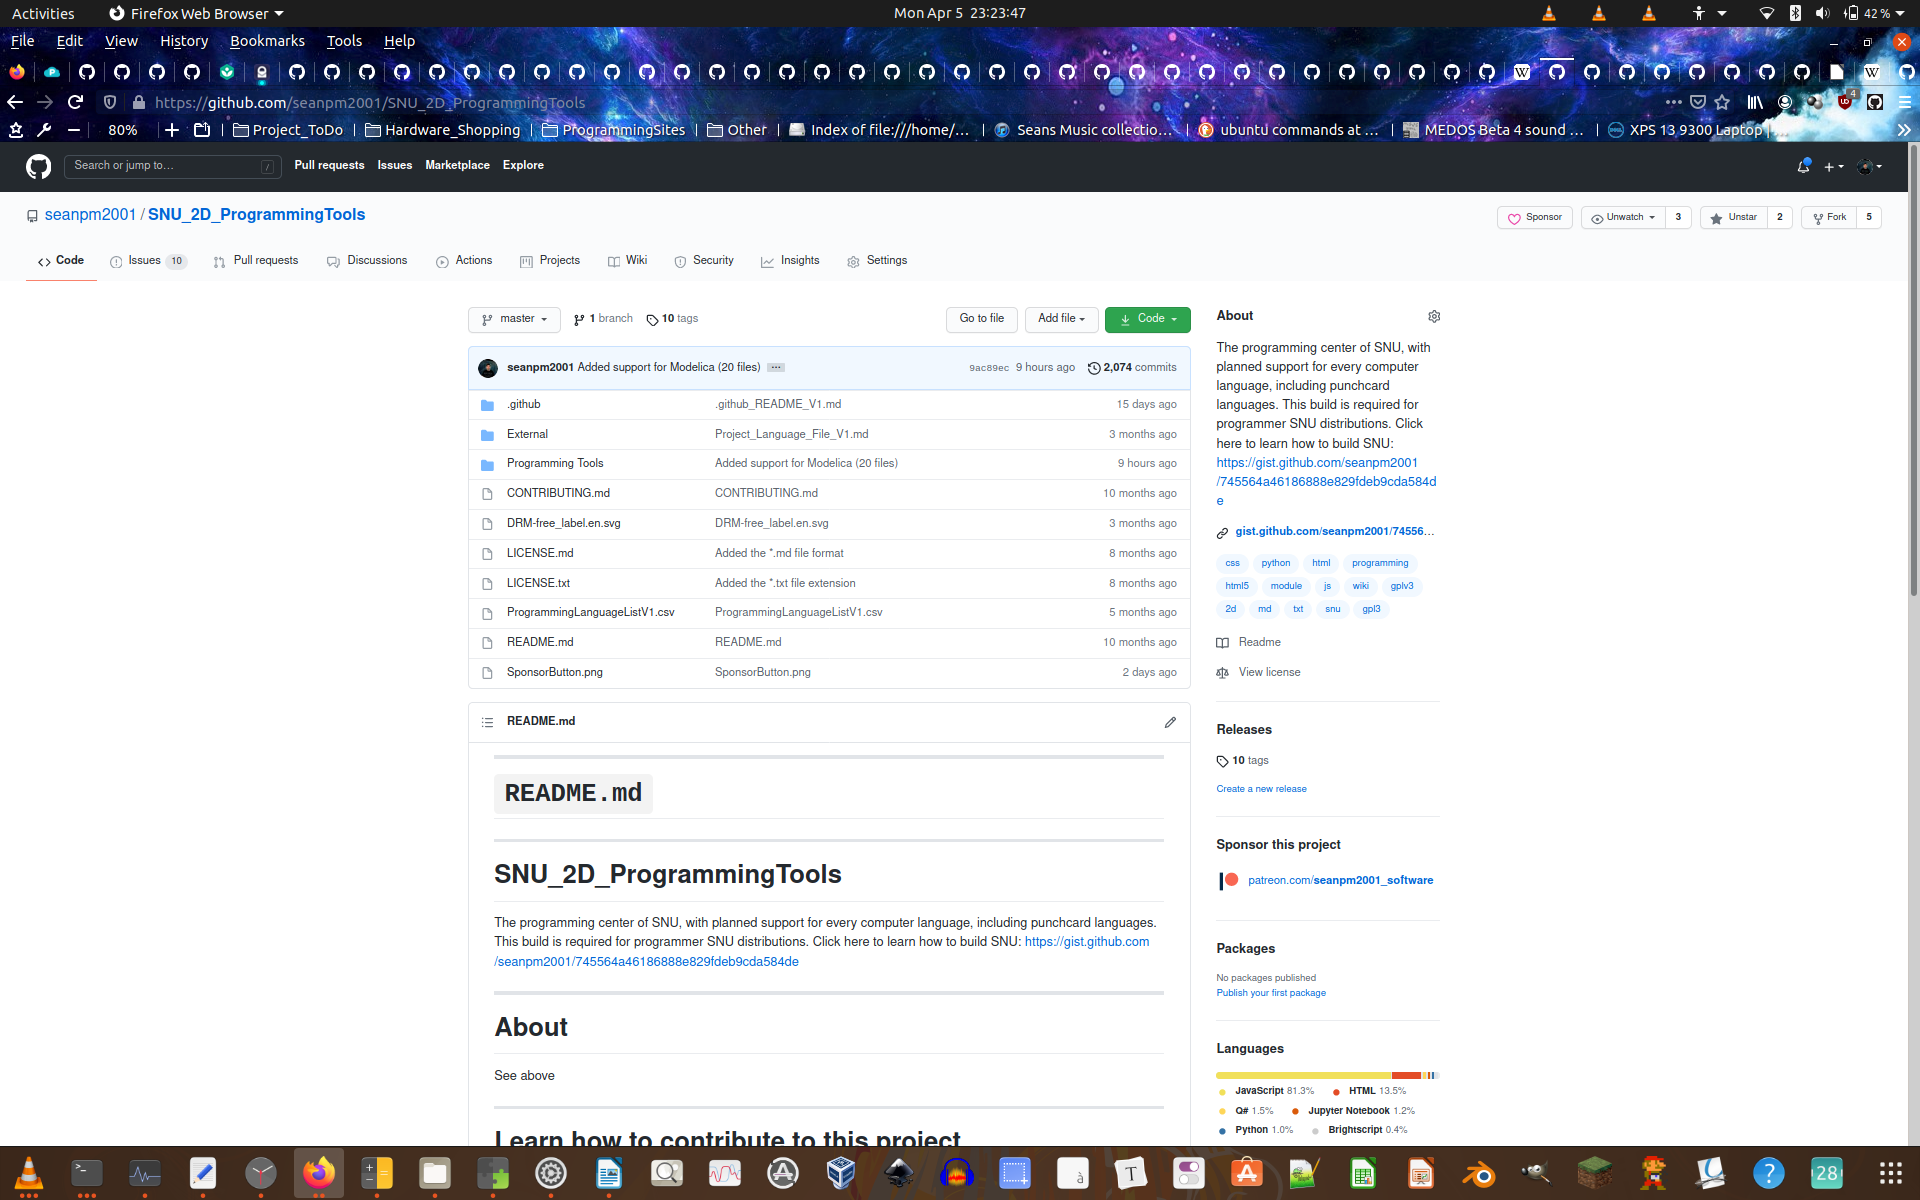 Activities
Firefox Web Browser
Mon Apr 5 23:23:47
42 %
File Edit View History Bookmarks Tools Help
https://github.com/seanpm2001/SNU_2D_ProgrammingTools
4
80%
Project_ToDo
Hardware_Shopping
ProgrammingSites
Other
Index of file:///home/…
Seans Music collectio…
ubuntu commands at …
MEDOS Beta 4 sound …
XPS 13 9300 Laptop |
Search or jump to…
/
Pull requests Issues Marketplace Explore
seanpm2001 / SNU_2D_ProgrammingTools
Sponsor
Unwatch 3
Unstar 2
Fork 5
Code
Issues 10
Pull requests
Discussions
Actions
Projects
Wiki
Security
Insights
Settings
master
1 branch
10 tags
Go to file
Add file
Code
seanpm2001 Added support for Modelica (20 files) ...
9ac89ec 9 hours ago
2,074 commits
.github .github_README_V1.md 15 days ago
External Project_Language_File_V1.md 3 months ago
Programming Tools Added support for Modelica (20 files) 9 hours ago
CONTRIBUTING.md CONTRIBUTING.md 10 months ago
DRM-free_label.en.svg DRM-free_label.en.svg 3 months ago
LICENSE.md Added the *.md file format 8 months ago
LICENSE.txt Added the *.txt file extension 8 months ago
ProgrammingLanguageListV1.csv ProgrammingLanguageListV1.csv 5 months ago
README.md README.md 10 months ago
SponsorButton.png SponsorButton.png 2 days ago
README.md
README.md
SNU_2D_ProgrammingTools
The programming center of SNU, with planned support for every computer language, including punchcard languages.
This build is required for programmer SNU distributions. Click here to learn how to build SNU: https://gist.github.com
/seanpm2001/745564a46186888e829fdeb9cda584de
About
See above
Learn how to contribute to this project
About
The programming center of SNU, with
planned support for every computer
language, including punchcard
languages. This build is required for
programmer SNU distributions. Click
here to learn how to build SNU:
https://gist.github.com/seanpm2001
/745564a46186888e829fdeb9cda584d
e
gist.github.com/seanpm2001/74556…
css python html programming
html5 module js wiki gplv3
2d md txt snu gpl3
Readme
View license
Releases
10 tags
Create a new release
Sponsor this project
patreon.com/seanpm2001_software
Packages
No packages published
Publish your first package
Languages
JavaScript 81.3% HTML 13.5%
Q# 1.5% Jupyter Notebook 1.2%
Python 1.0% Brightscript 0.4%
28